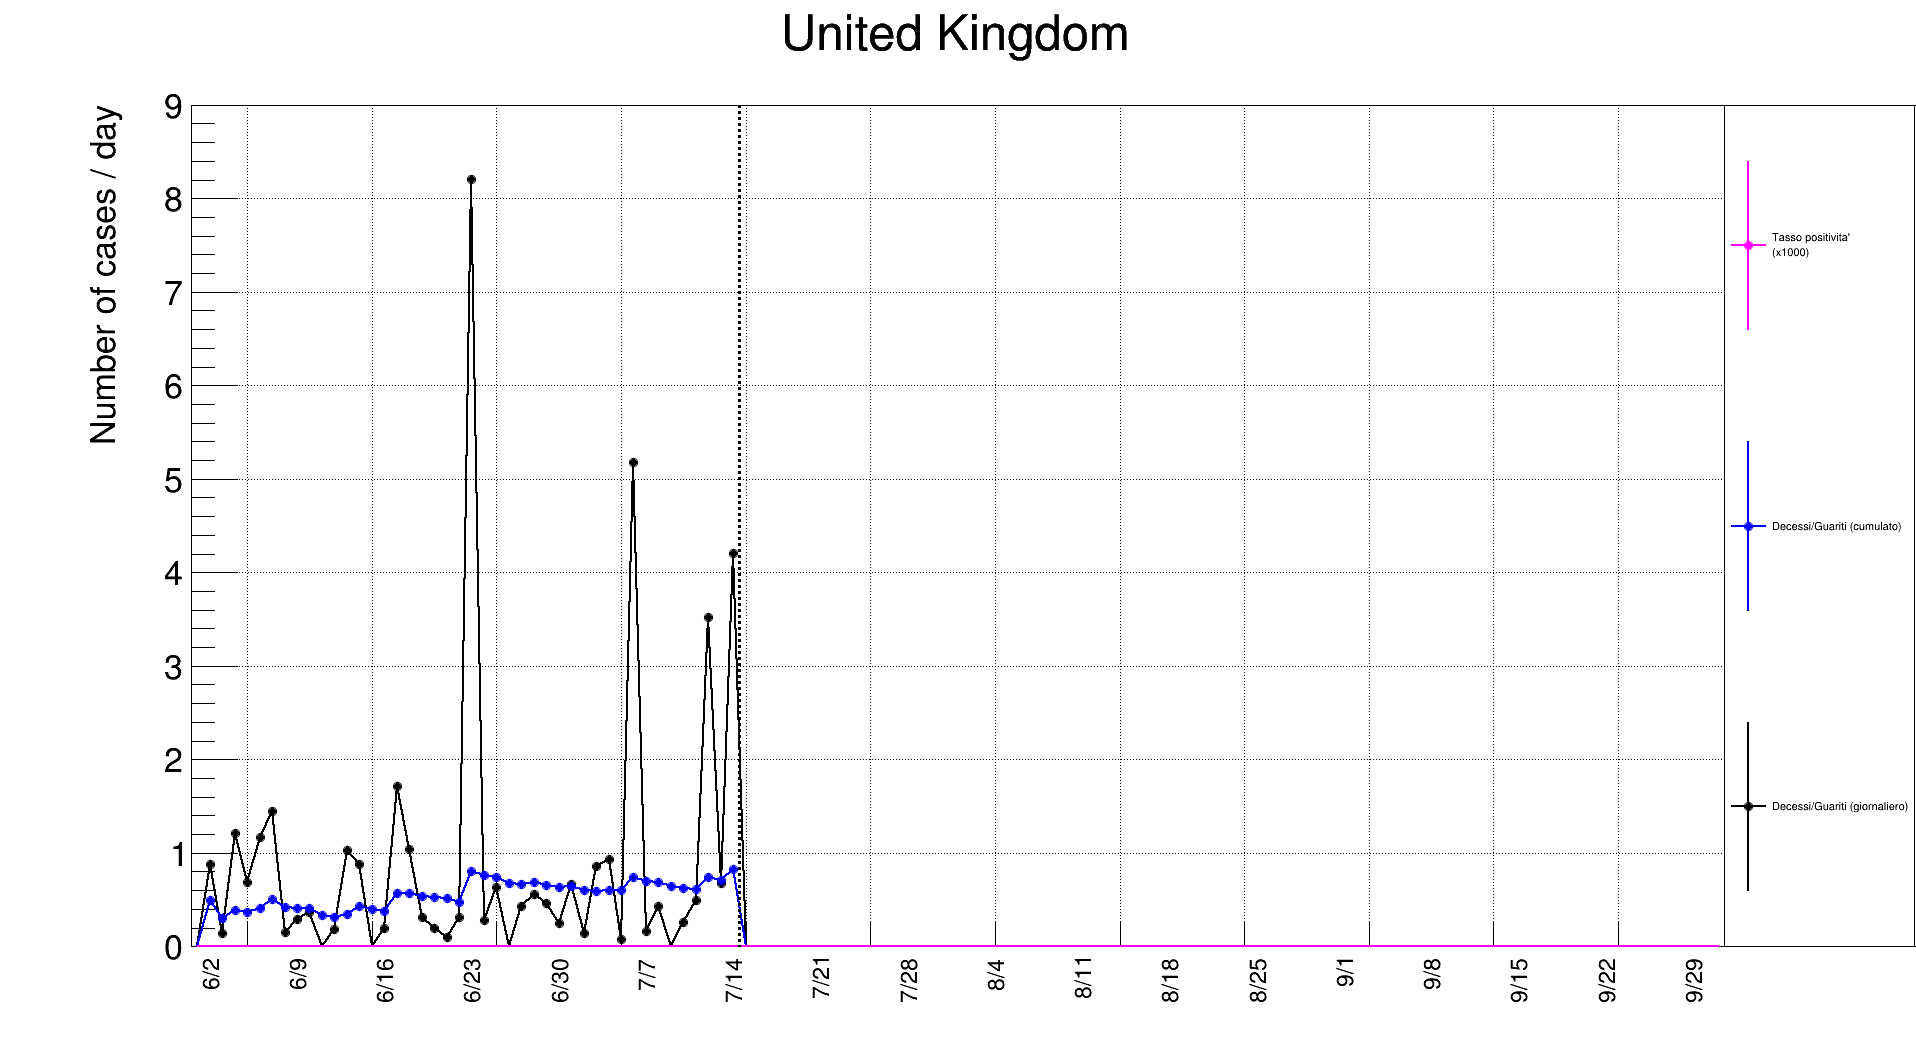 United Kingdom
Number of cases / day
9
8
7
6
5
4
3
2
1
0
6/2 6/9 6/16 6/23 6/30 7/7 7/14 7/21 7/28 8/4 8/11 8/18 8/25 9/1 9/8 9/15 9/22 9/29
Tasso positivita'
(x1000)
Decessi/Guariti (cumulato)
Decessi/Guariti (giornaliero)